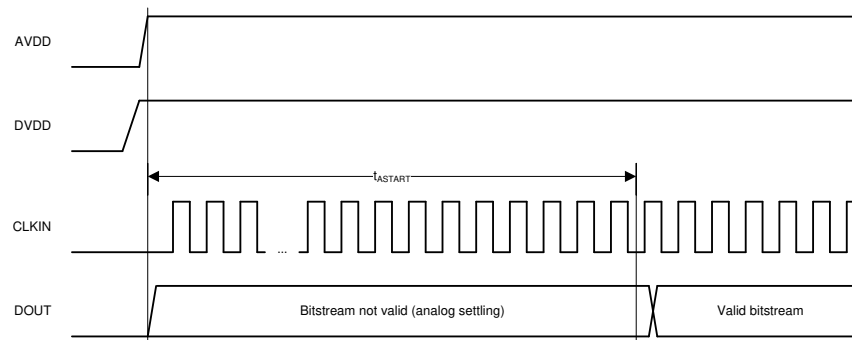 AVDD
DVDD
tASTART
CLKIN
...
DOUT
Bitstream not valid (analog settling)
Valid bitstream